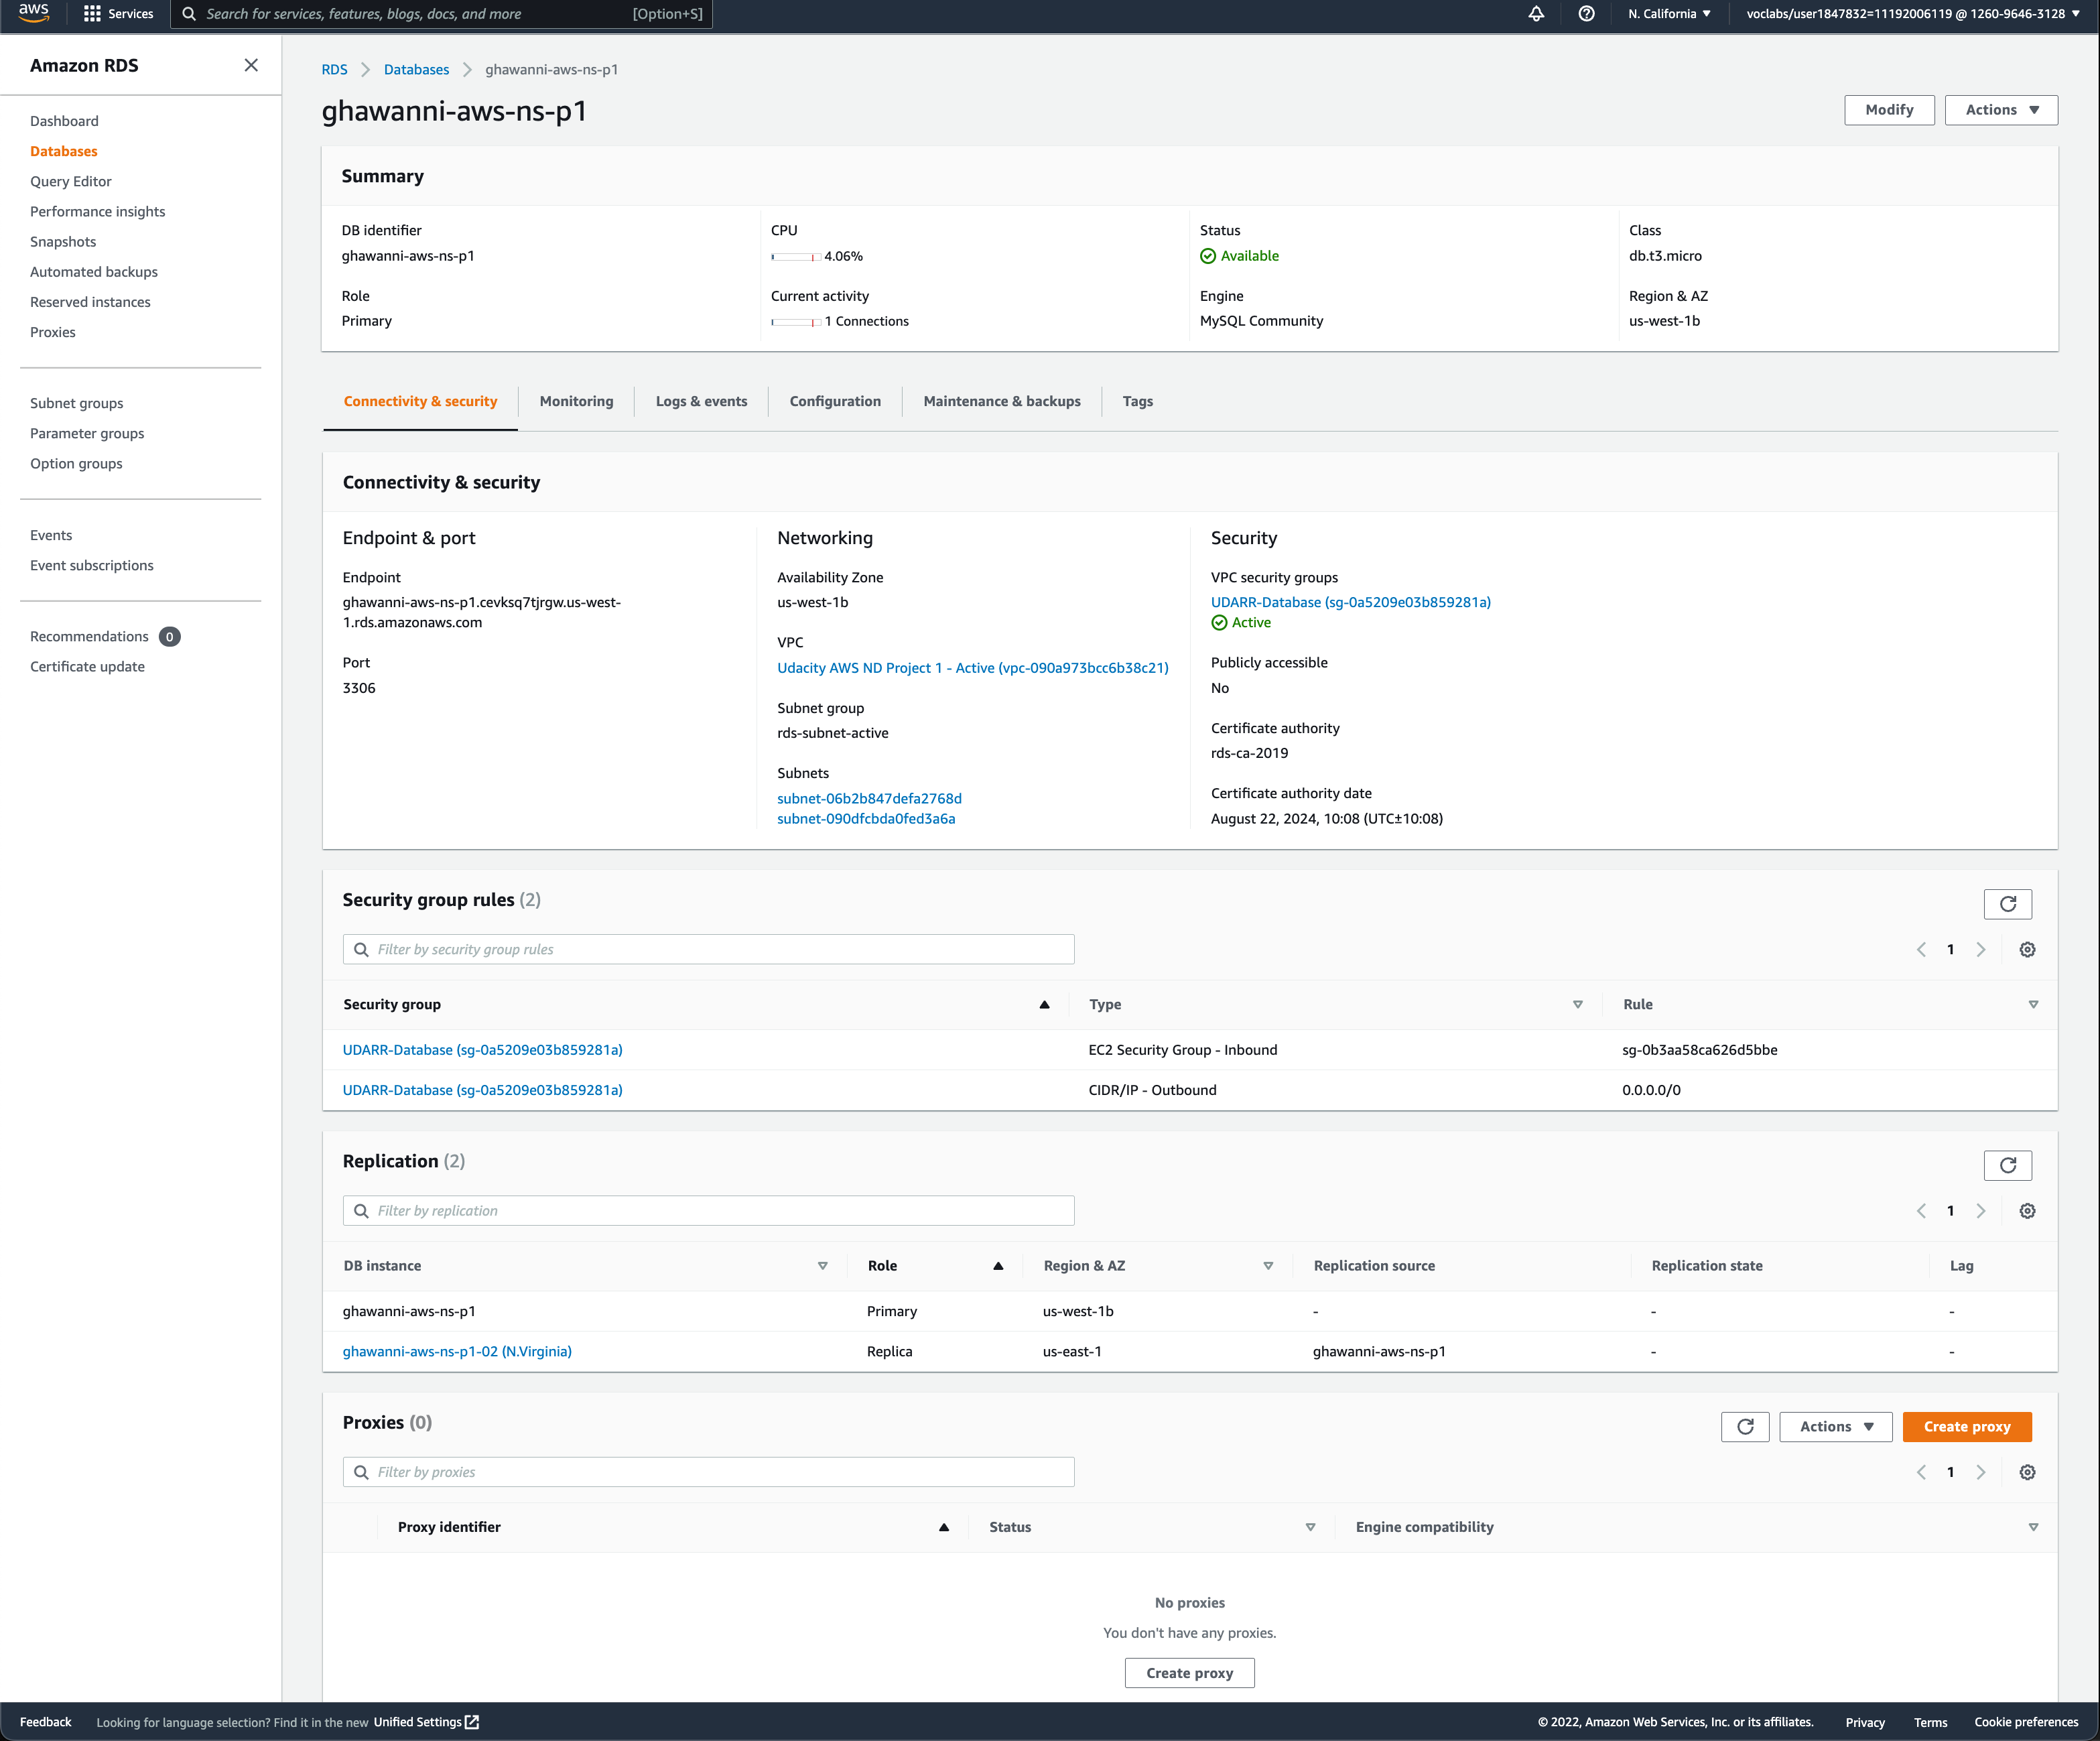 aws
Services
Search for services, features, blogs, docs, and more [Option+S]
N. California
voclabs/user1847832=11192006119 @ 1260-9646-3128
Amazon RDS
Dashboard
Databases
Query Editor
Performance insights
Snapshots
Automated backups
Reserved instances
Proxies
Subnet groups
Parameter groups
Option groups
Events
Event subscriptions
Recommendations 0
Certificate update
RDS Databases ghawanni-aws-ns-p1
ghawanni-aws-ns-p1
Modify
Actions
Summary
DB identifier
ghawanni-aws-ns-p1
CPU
4.06%
Status
Available
Class
db.t3.micro
Role
Primary
Current activity
1 Connections
Engine
MySQL Community
Region & AZ
us-west-1b
Connectivity & security
Monitoring
Logs & events
Configuration
Maintenance & backups
Tags
Connectivity & security
Endpoint & port
Endpoint
ghawanni-aws-ns-p1.cevksq7tjrgw.us-west-
1.rds.amazonaws.com
Port
3306
Networking
Availability Zone
us-west-1b
VPC
Udacity AWS ND Project 1 - Active (vpc-090a973bcc6b38c21)
Subnet group
rds-subnet-active
Subnets
subnet-06b2b847defa2768d
subnet-090dfcbda0fed3a6a
Security
VPC security groups
UDARR-Database (sg-0a5209e03b859281a)
Active
Publicly accessible
No
Certificate authority
rds-ca-2019
Certificate authority date
August 22, 2024, 10:08 (UTC±10:08)
Security group rules (2)
Filter by security group rules
1
Security group Type Rule
UDARR-Database (sg-0a5209e03b859281a) EC2 Security Group - Inbound sg-0b3aa58ca626d5bbe
UDARR-Database (sg-0a5209e03b859281a) CIDR/IP - Outbound 0.0.0.0/0
Replication (2)
Filter by replication
1
DB instance Role Region & AZ Replication source Replication state Lag
ghawanni-aws-ns-p1 Primary us-west-1b - - -
ghawanni-aws-ns-p1-02 (N.Virginia) Replica us-east-1 ghawanni-aws-ns-p1 - -
Proxies (0)
Actions
Create proxy
Filter by proxies
1
Proxy identifier Status Engine compatibility
No proxies
You don't have any proxies.
Create proxy
Feedback Looking for language selection? Find it in the new Unified Settings
© 2022, Amazon Web Services, Inc. or its affiliates. Privacy Terms Cookie preferences